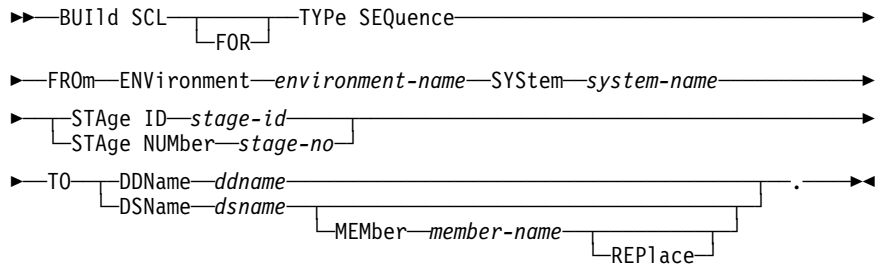 BUIld SCL TYPe SEQuence
FOR
FROm ENVironment environment-name SYStem system-name
STAge ID stage-id
STAge NUMber stage-no
TO DDName ddname .
DSName dsname
MEMber member-name
REPlace